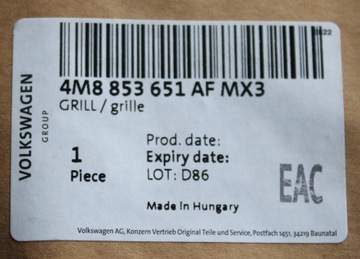 VOLKSWAGEN
GROUP
4M8 853 651 AF MX3
GRILL / grille
1
Piece
Prod. date:
Expiry date:
LOT: D86
EAC
Made in Hungary
Volkswagen AG, Konzern Vertrieb Original Teile und Service, Postfach 1451, 34219 Baunatal